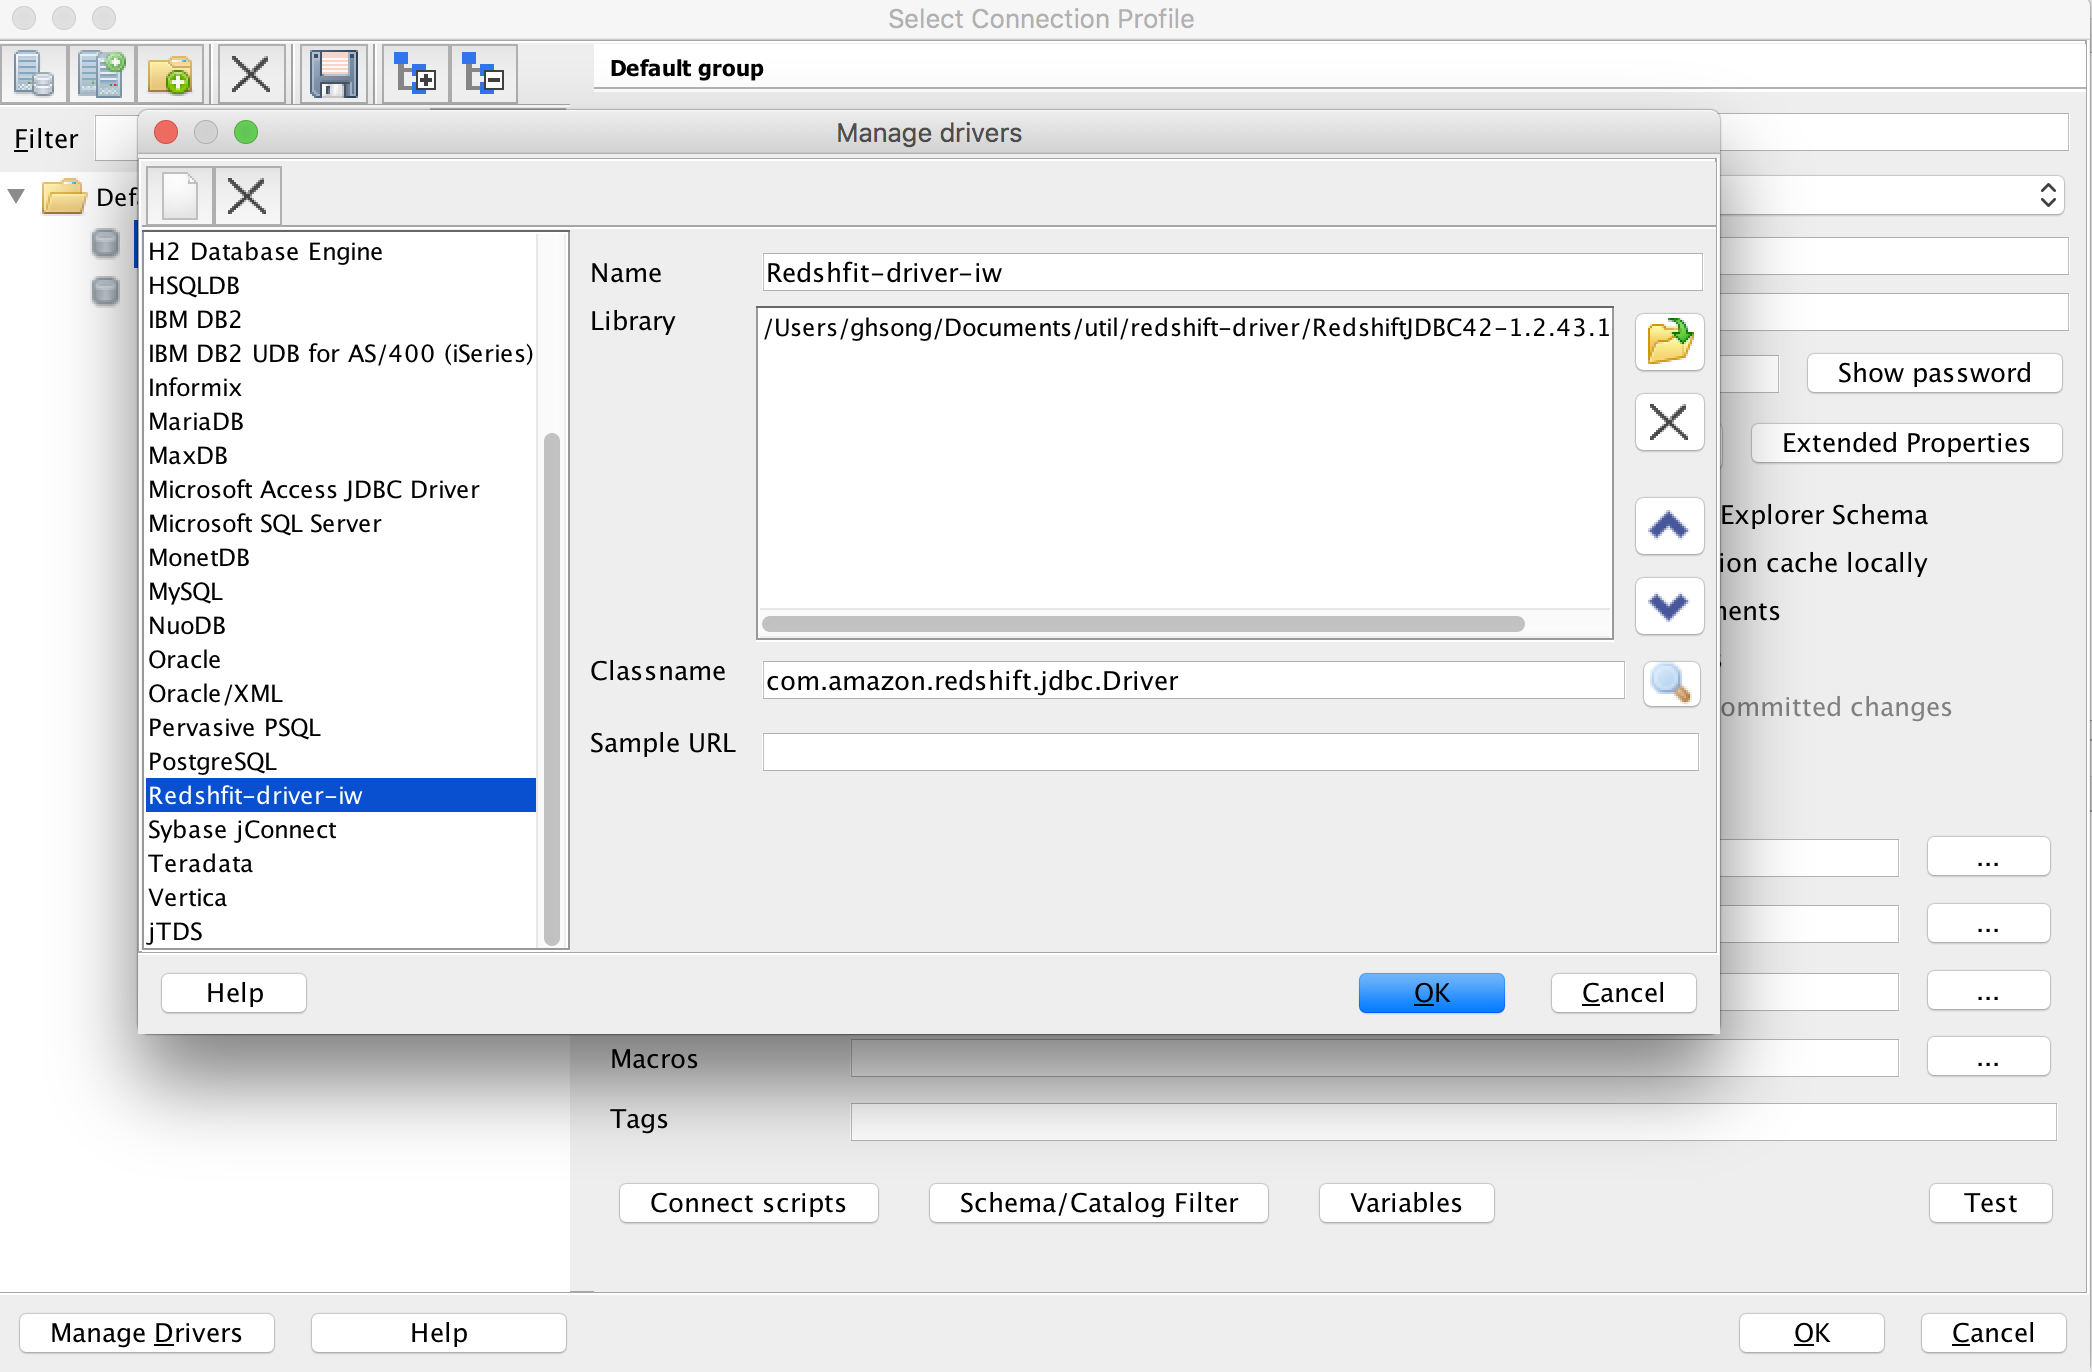 Select Connection Profile
Default group
Filter
Manage drivers
H2 Database Engine
HSQLDB
IBM DB2
IBM DB2 UDB for AS/400 (iSeries)
Informix
MariaDB
MaxDB
Microsoft Access JDBC Driver
Microsoft SQL Server
MonetDB
MySQL
NuoDB
Oracle
Oracle/XML
Pervasive PSQL
PostgreSQL
Redshfit-driver-iw
Sybase jConnect
Teradata
Vertica
jTDS
Name
Redshfit-driver-iw
Library
/Users/ghsong/Documents/util/redshift-driver/RedshiftJDBC42-1.2.43.1
Classname
com.amazon.redshift.jdbc.Driver
Sample URL
Help
OK
Cancel
Show password
Extended Properties
Explorer Schema
cache locally
changes
...
...
...
Macros
...
Tags
Connect scripts
Schema/Catalog Filter
Variables
Test
Manage Drivers
Help
OK
Cancel